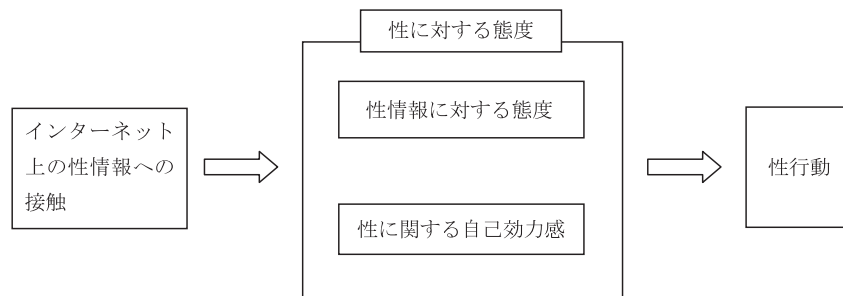 性に対する態度
性情報に対する態度
インターネット
上の性情報への
接触
性行動
性に関する自己効力感